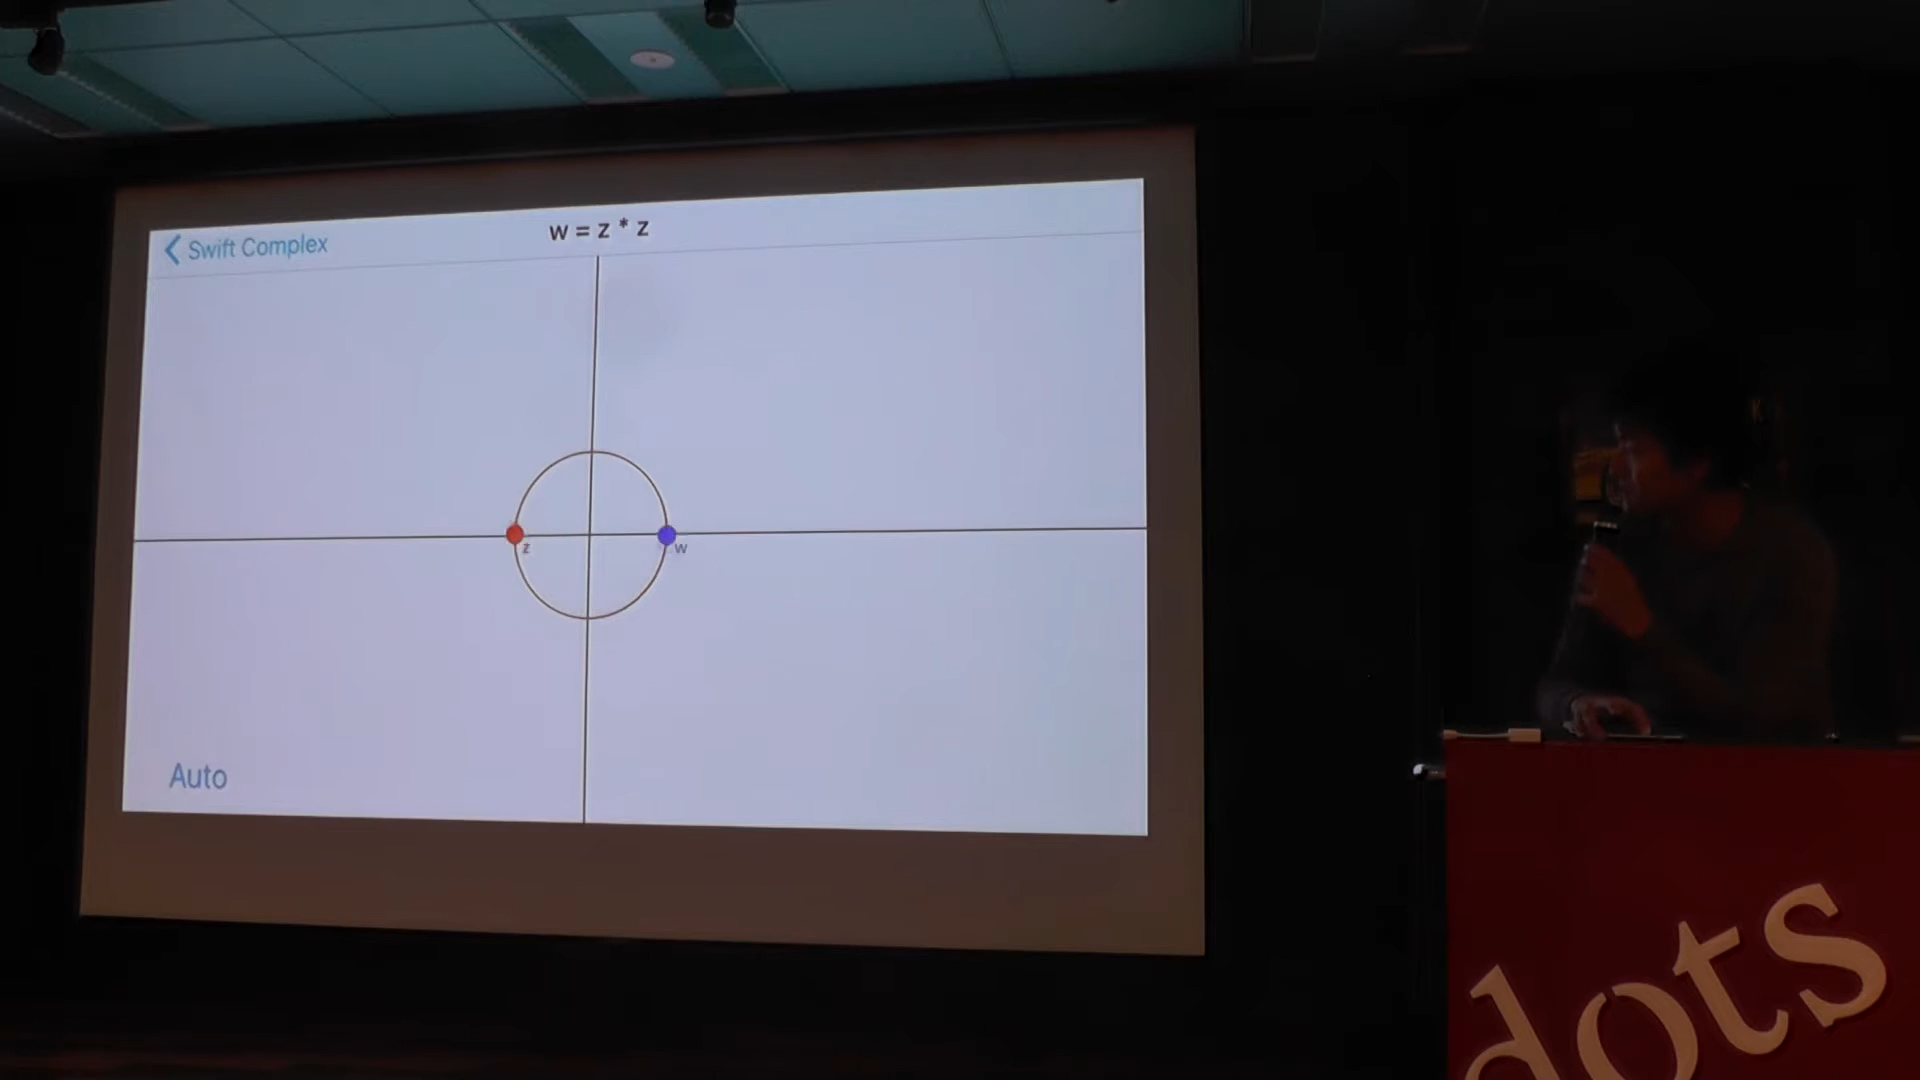 Swift Complex
w = z * z
z
w
Auto
dots